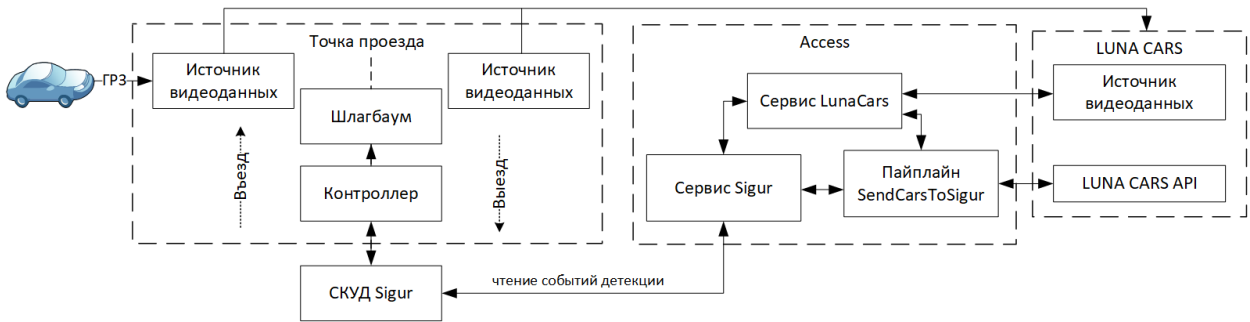 Точка проезда
ГРЗ
Источник
видеоданных
Источник
видеоданных
Шлагбаум
Контроллер
Въезд
Выезд
СКУД Sigur
чтение событий детекции
Access
Сервис LunaCars
Сервис Sigur
Пайплайн
SendCarsToSigur
LUNA CARS
Источник
видеоданных
LUNA CARS API